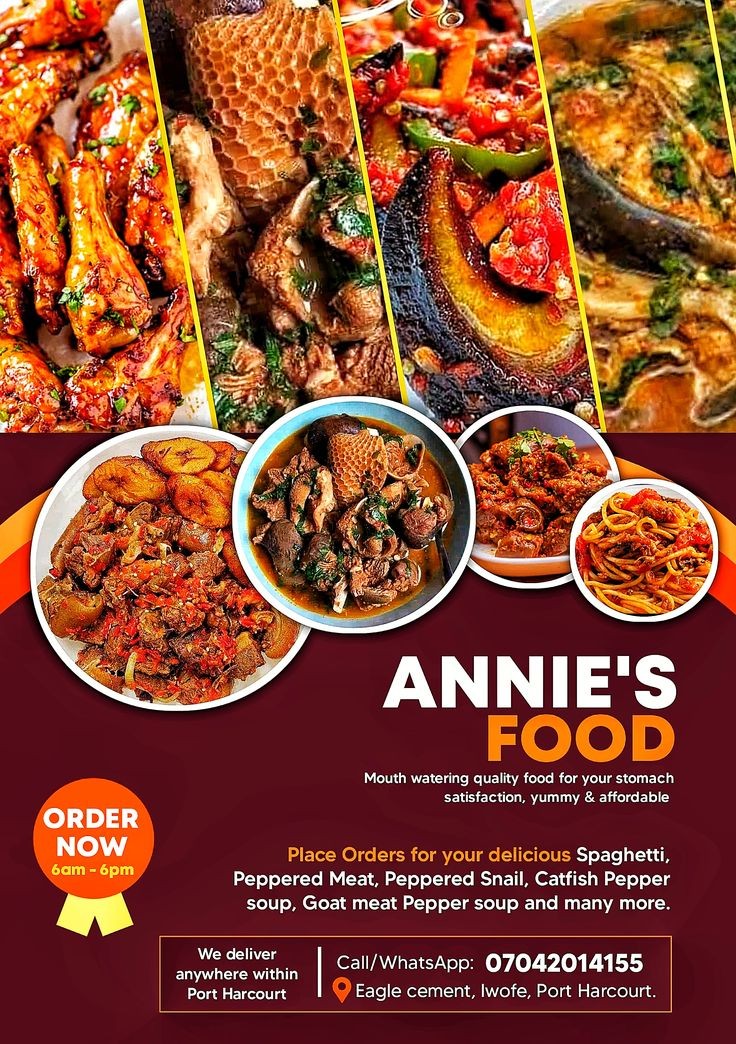 ANNIE'S
FOOD
Mouth watering quality food for your stomach
satisfaction, yummy & affordable
ORDER
NOW
6am - 6pm
Place Orders for your delicious Spaghetti,
Peppered Meat, Peppered Snail, Catfish Pepper
soup, Goat meat Pepper soup and many more.
We deliver
anywhere within
Port Harcourt
Call/WhatsApp: 07042014155
Eagle cement, Iwofe, Port Harcourt.